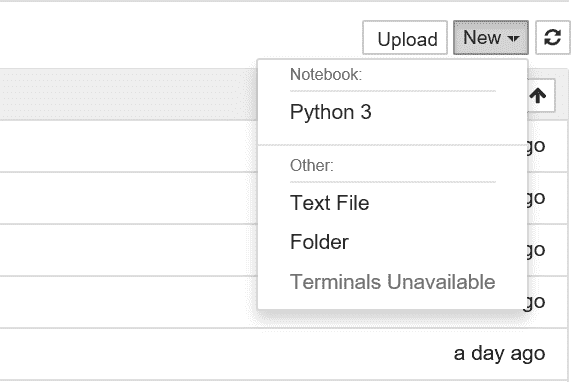 Upload New
Notebook:
Python 3
Other:
Text File
Folder
Terminals Unavailable
go
go
go
go
a day ago